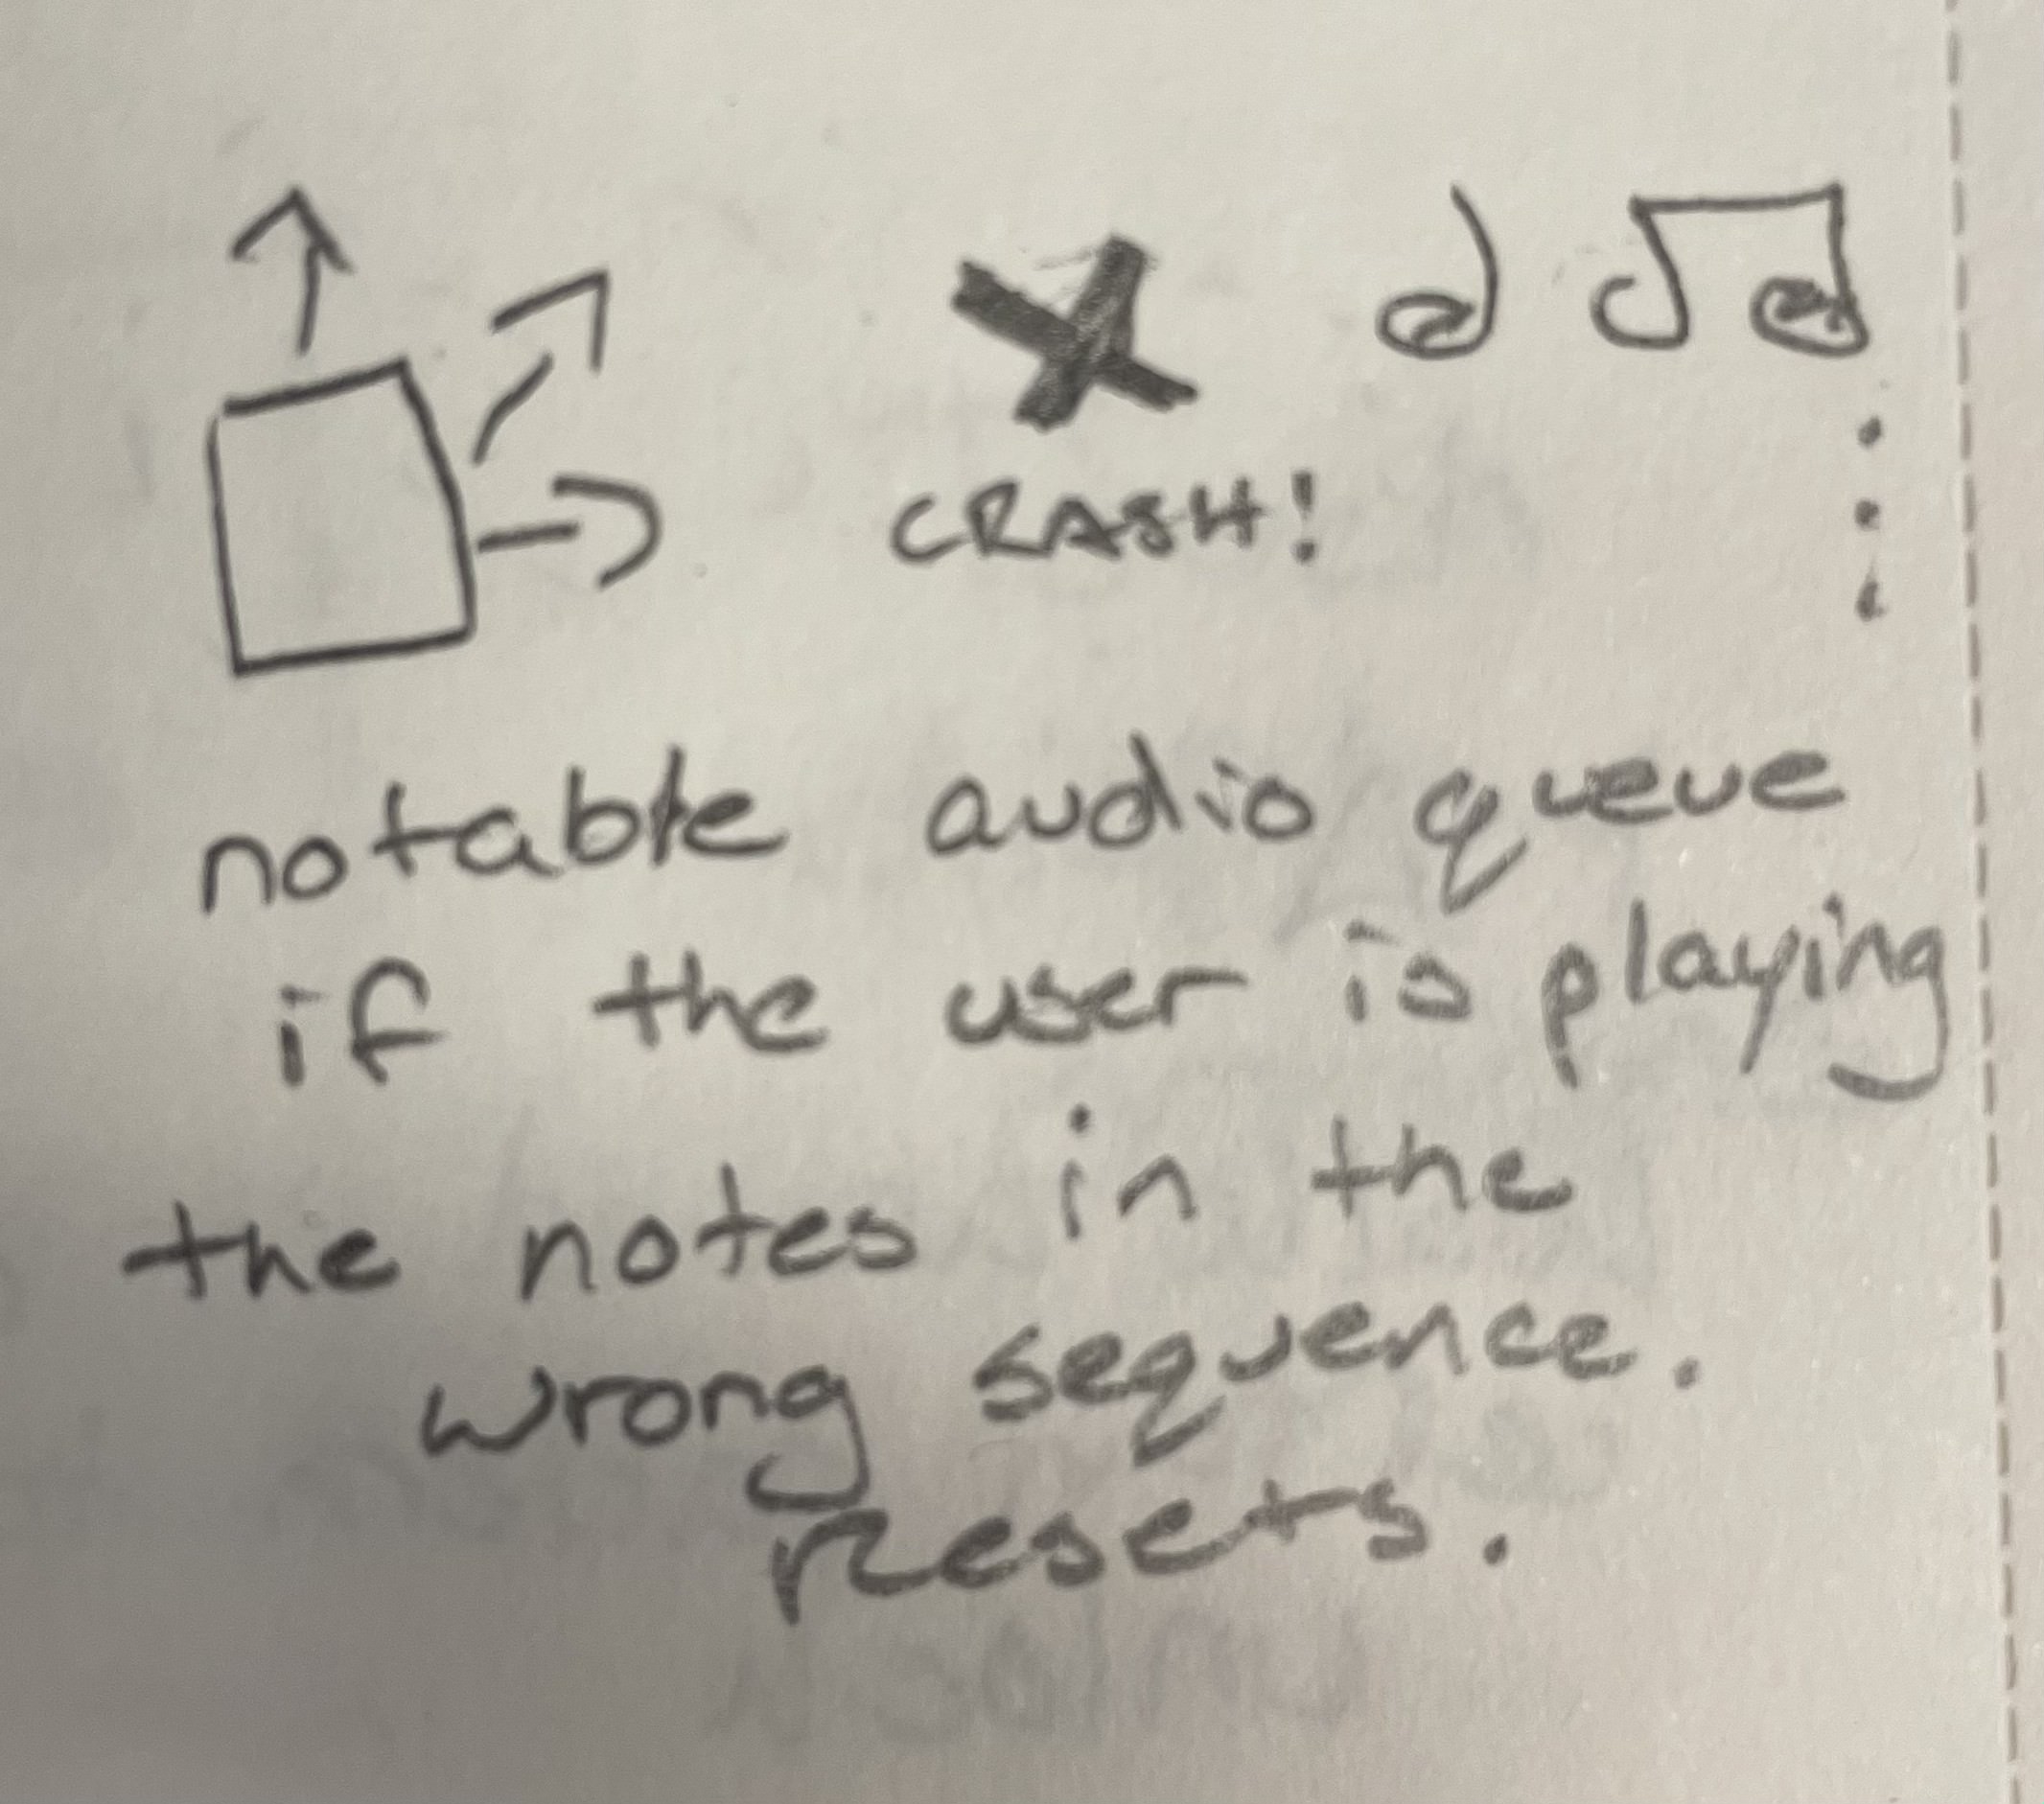 CRASH!
notable audio queue
if the user is playing
the notes in the
wrong sequence.
Resets.